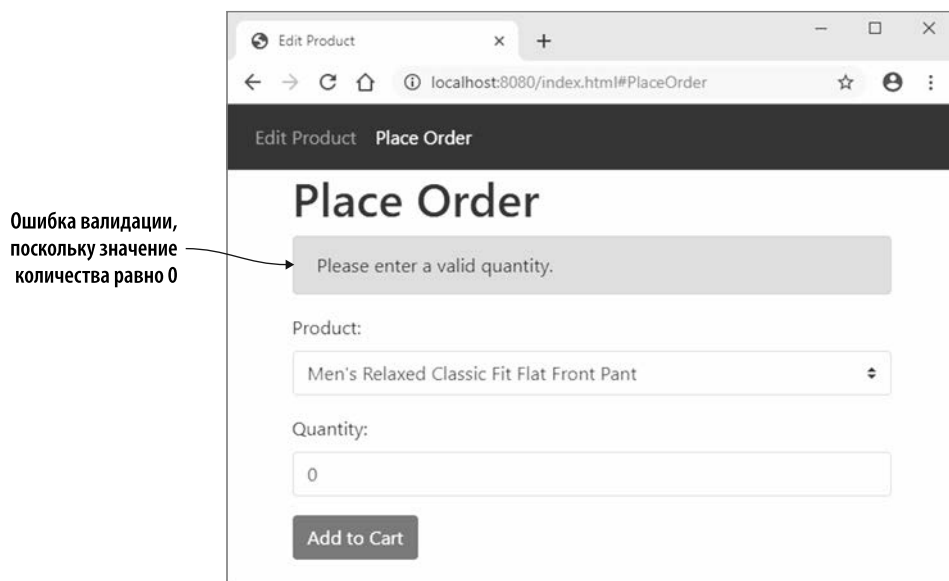 Edit Product
localhost:8080/index.html#PlaceOrder
Edit Product Place Order
Place Order
Ошибка валидации,
поскольку значение
количества равно 0
Please enter a valid quantity.
Product:
Men's Relaxed Classic Fit Flat Front Pant
Quantity:
0
Add to Cart